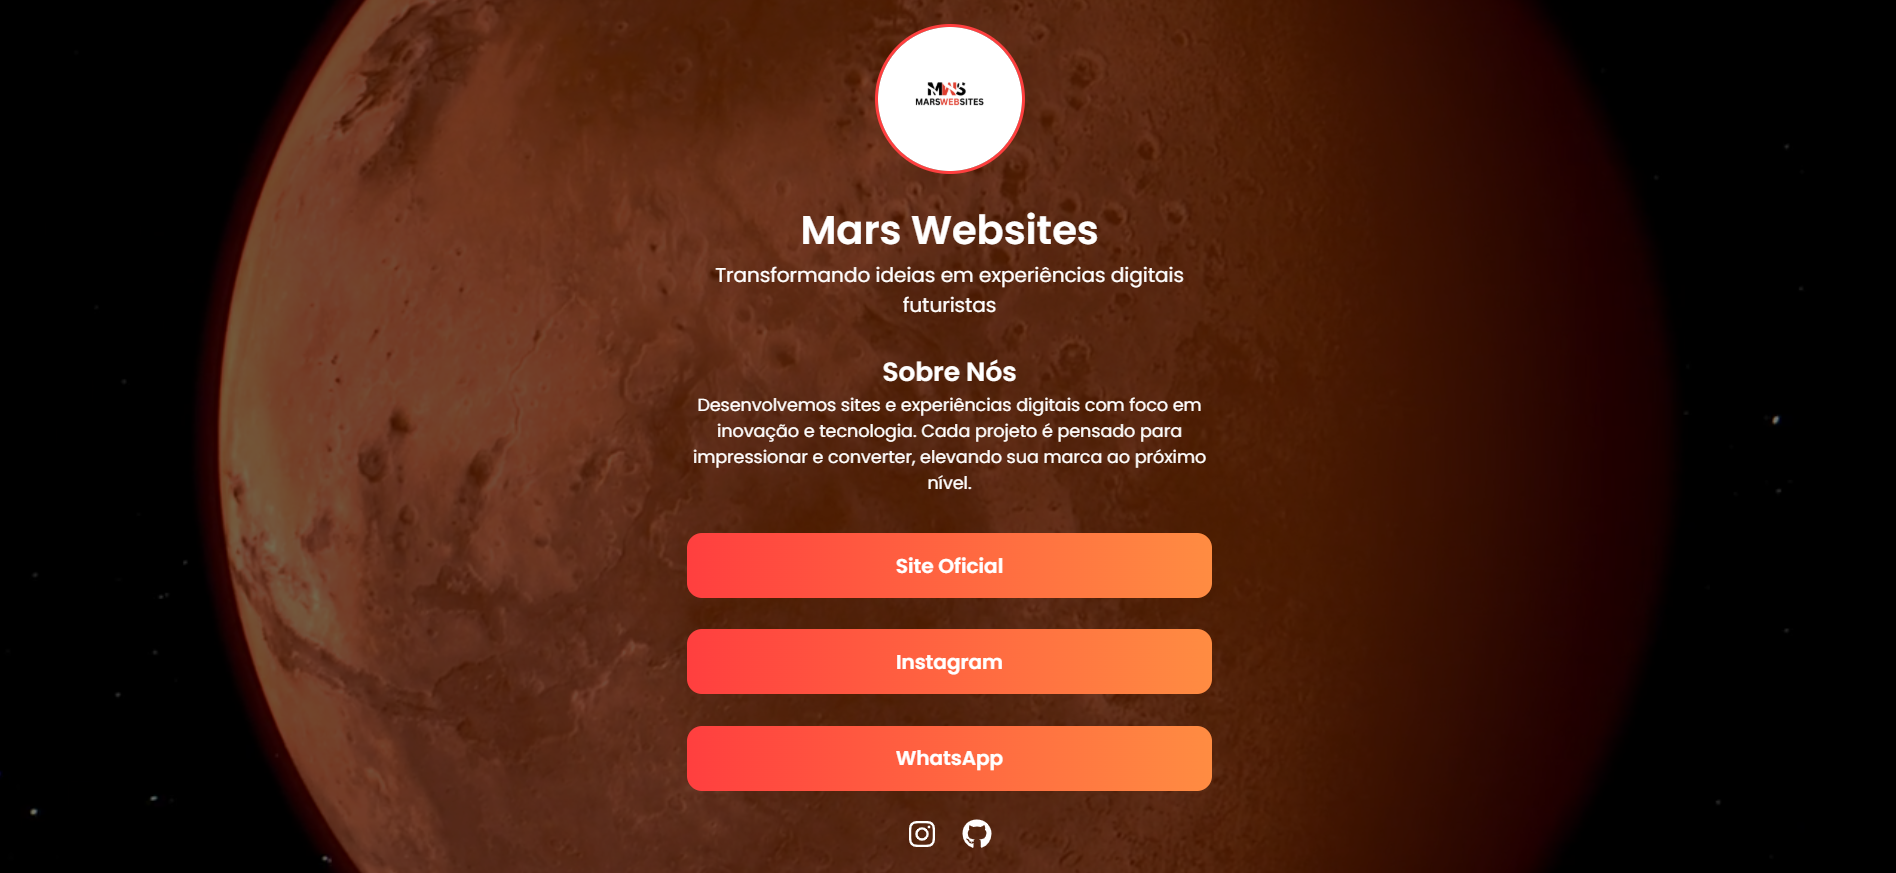 MWS
MARSWEBSITES
Mars Websites
Transformando ideias em experiências digitais
futuristas
Sobre Nós
Desenvolvemos sites e experiências digitais com foco em
inovação e tecnologia. Cada projeto é pensado para
impressionar e converter, elevando sua marca ao próximo
nível.
Site Oficial
Instagram
WhatsApp